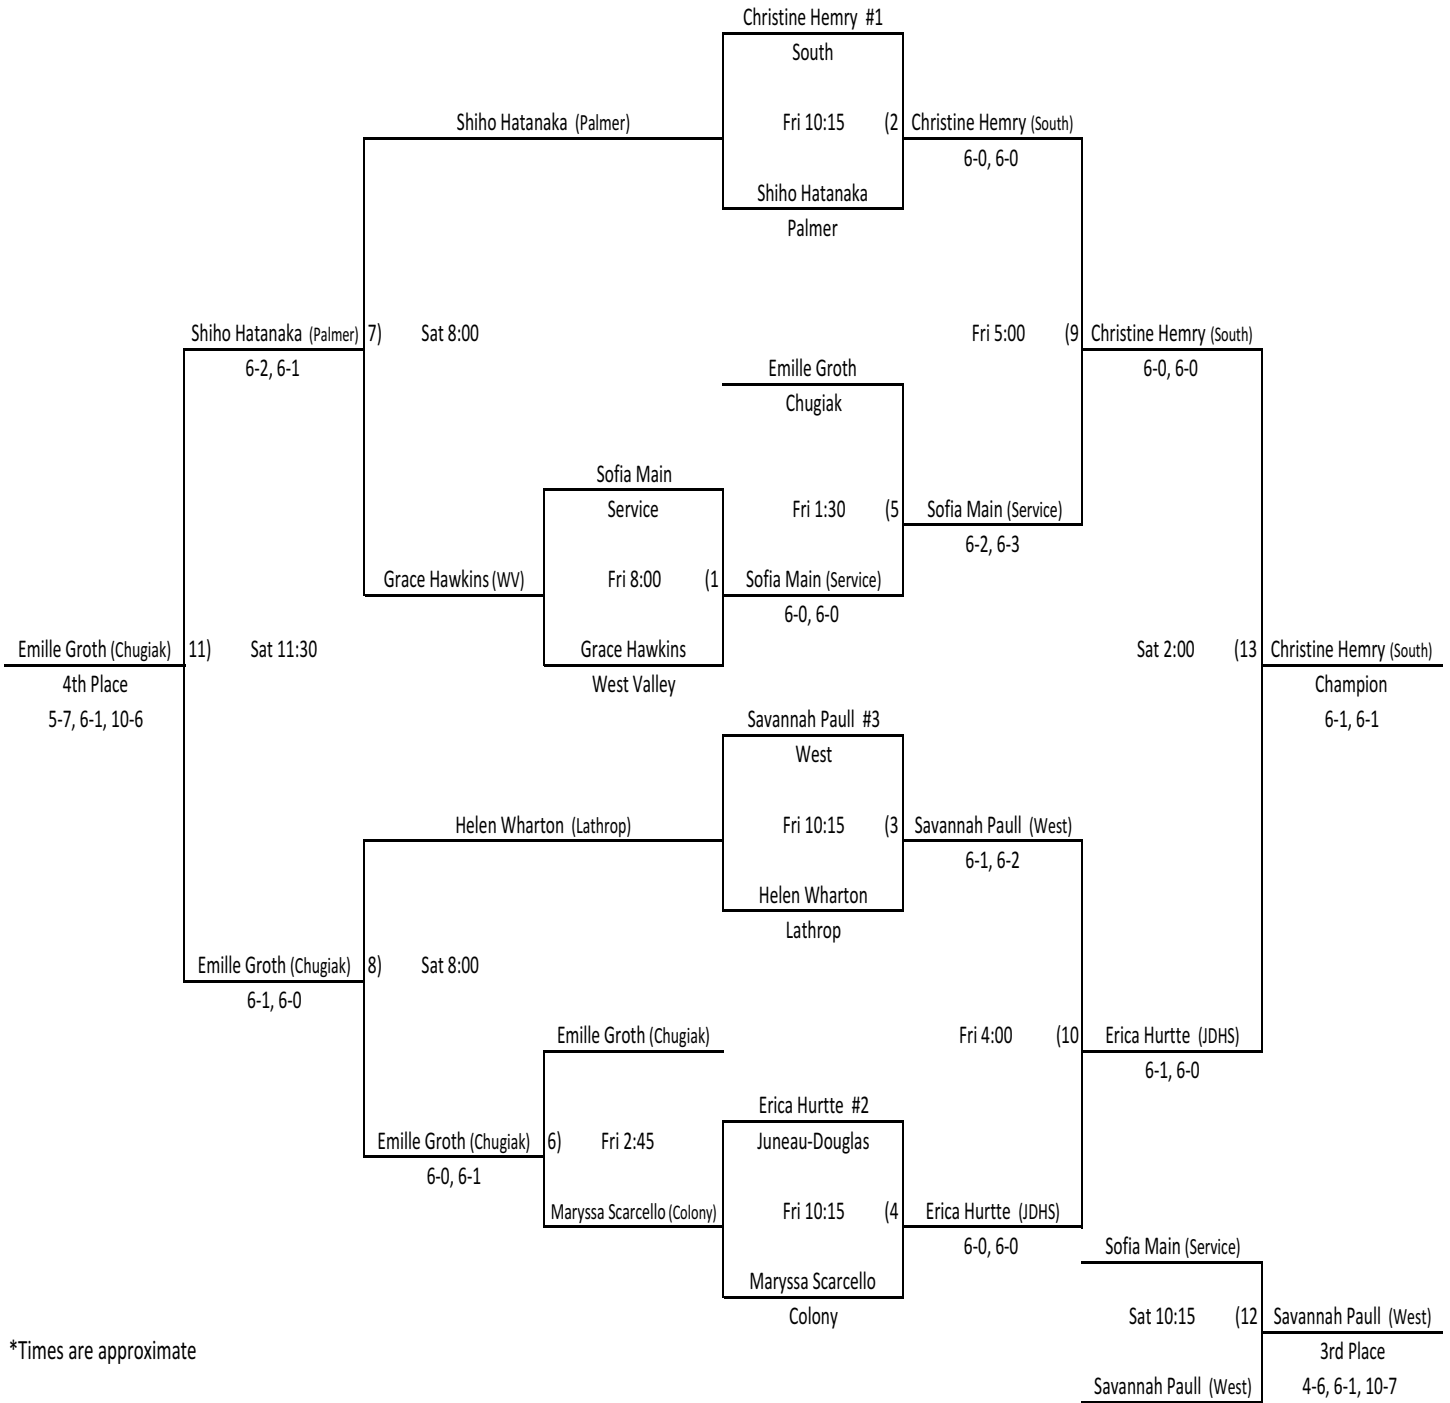 Christine Hemry #1
South
Shiho Hatanaka (Palmer)
Fri 10:15 (2
Christine Hemry (South)
6-0, 6-0
Shiho Hatanaka
Palmer
Shiho Hatanaka (Palmer)
7) Sat 8:00
Fri 5:00 (9
Christine Hemry (South)
6-2, 6-1
Emille Groth
6-0, 6-0
Chugiak
Sofia Main
Service
Fri 1:30 (5
Sofia Main (Service)
6-2, 6-3
Grace Hawkins (WV)
Fri 8:00 (1
Sofia Main (Service)
6-0, 6-0
Emille Groth (Chugiak)
11) Sat 11:30
Grace Hawkins
Sat 2:00 (13
Christine Hemry (South)
4th Place
West Valley
Champion
5-7, 6-1, 10-6
Savannah Paull #3
6-1, 6-1
West
Helen Wharton (Lathrop)
Fri 10:15 (3
Savannah Paull (West)
6-1, 6-2
Helen Wharton
Lathrop
Emille Groth (Chugiak)
8) Sat 8:00
6-1, 6-0
Emille Groth (Chugiak)
Fri 4:00 (10
Erica Hurtte (JDHS)
6-1, 6-0
Erica Hurtte #2
Emille Groth (Chugiak)
6) Fri 2:45
Juneau-Douglas
6-0, 6-1
Maryssa Scarcello (Colony)
Fri 10:15 (4
Erica Hurtte (JDHS)
6-0, 6-0
Sofia Main (Service)
Maryssa Scarcello
Colony
Sat 10:15 (12
Savannah Paull (West)
*Times are approximate
3rd Place
Savannah Paull (West)
4-6, 6-1, 10-7